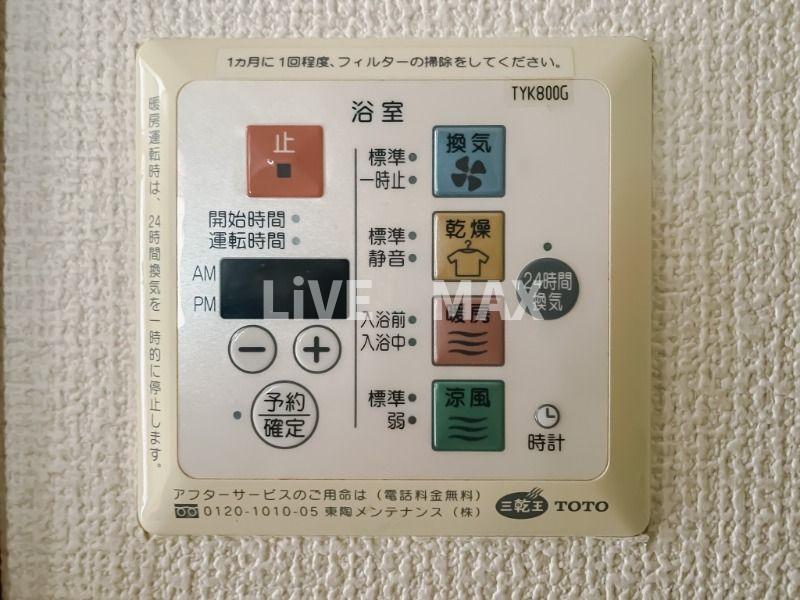 1カ月に1回程度、フィルターの掃除をしてください。
TYK800G
暖房運転時は、24時間換気を一時的に停止します。
浴室
止
換気
標準
一時止
開始時間
運転時間
乾燥
標準
静音
AM
PM
24時間
換気
LiVE MAX
暖房
入浴前
入浴中
予約
確定
涼風
標準
弱
時計
アフターサービスのご用命は（電話料金無料）
0120-1010-05 東陶メンテナンス（株）
三乾王 TOTO